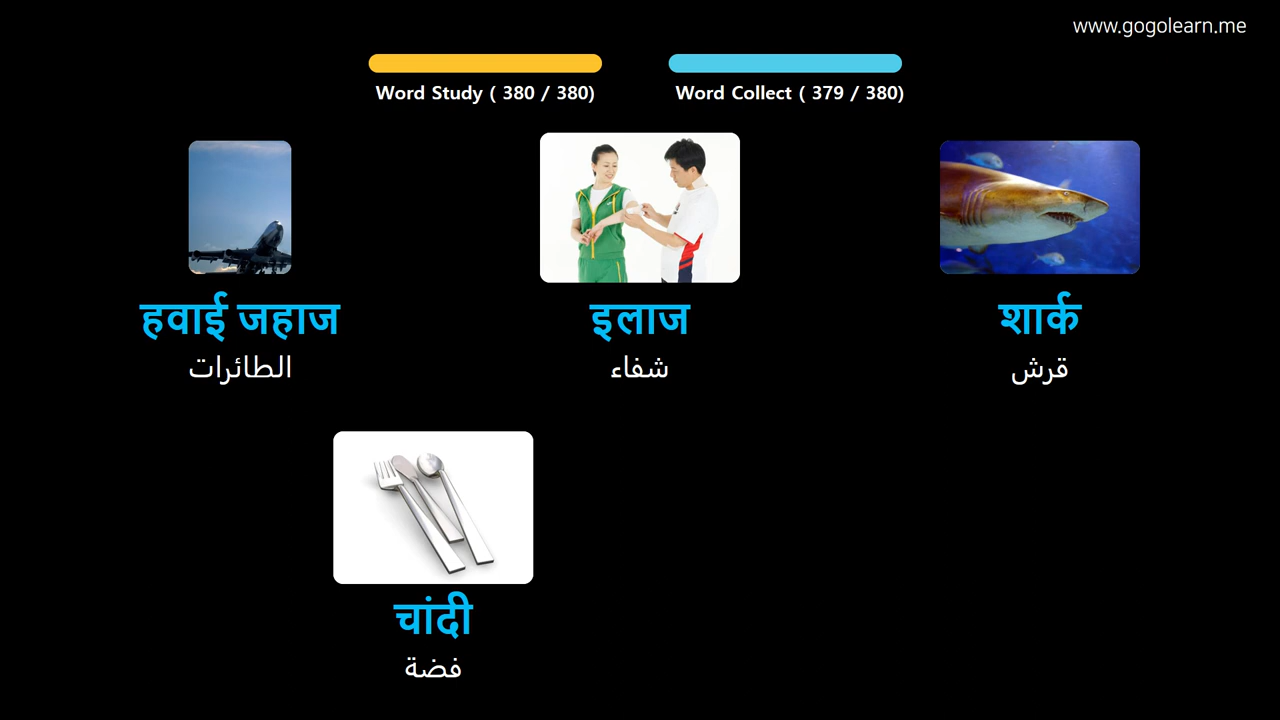 www.gogolearn.me
Word Study ( 380 / 380)
Word Collect ( 379 / 380)
हवाई जहाज
الطائرات
इलाज
شفاء
शार्क
قرش
चांदी
فضة